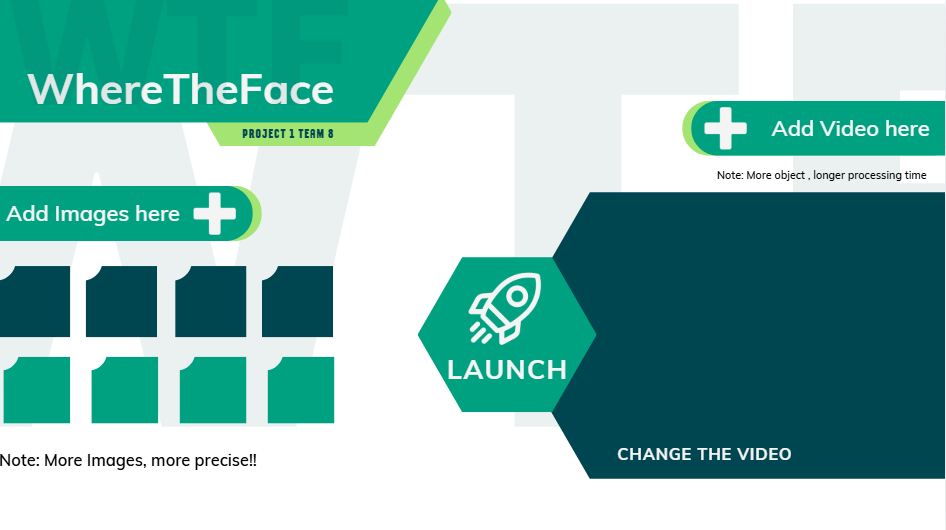 WTF
WhereTheFace
PROJECT 1 TEAM 8
Add Video here
Note: More object , longer processing time
Add Images here
LAUNCH
CHANGE THE VIDEO
Note: More Images, more precise!!